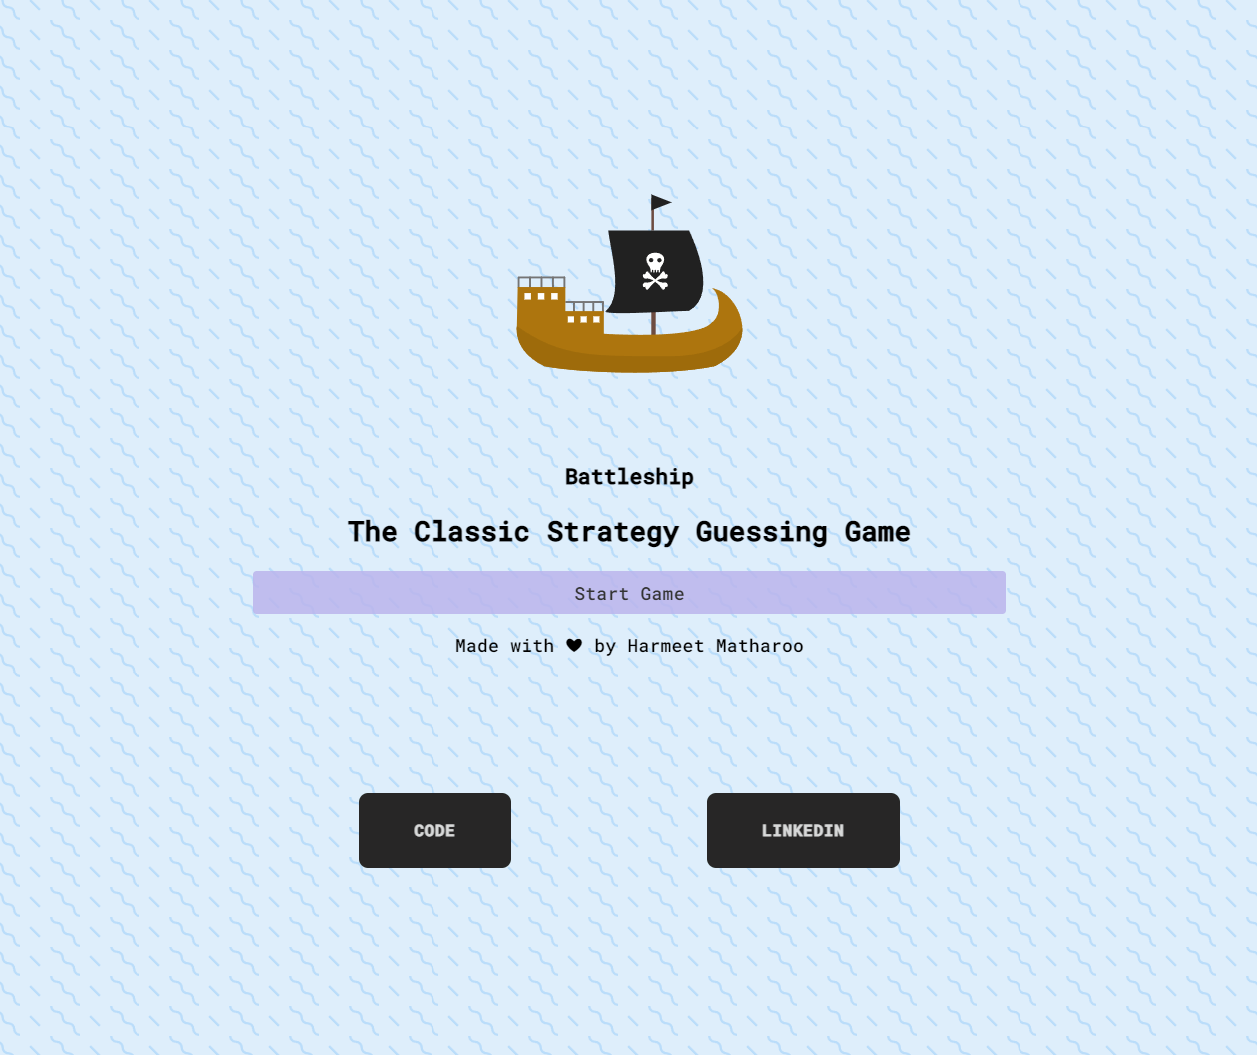 Battleship
The Classic Strategy Guessing Game
Start Game
Made with ♥ by Harmeet Matharoo
CODE
LINKEDIN